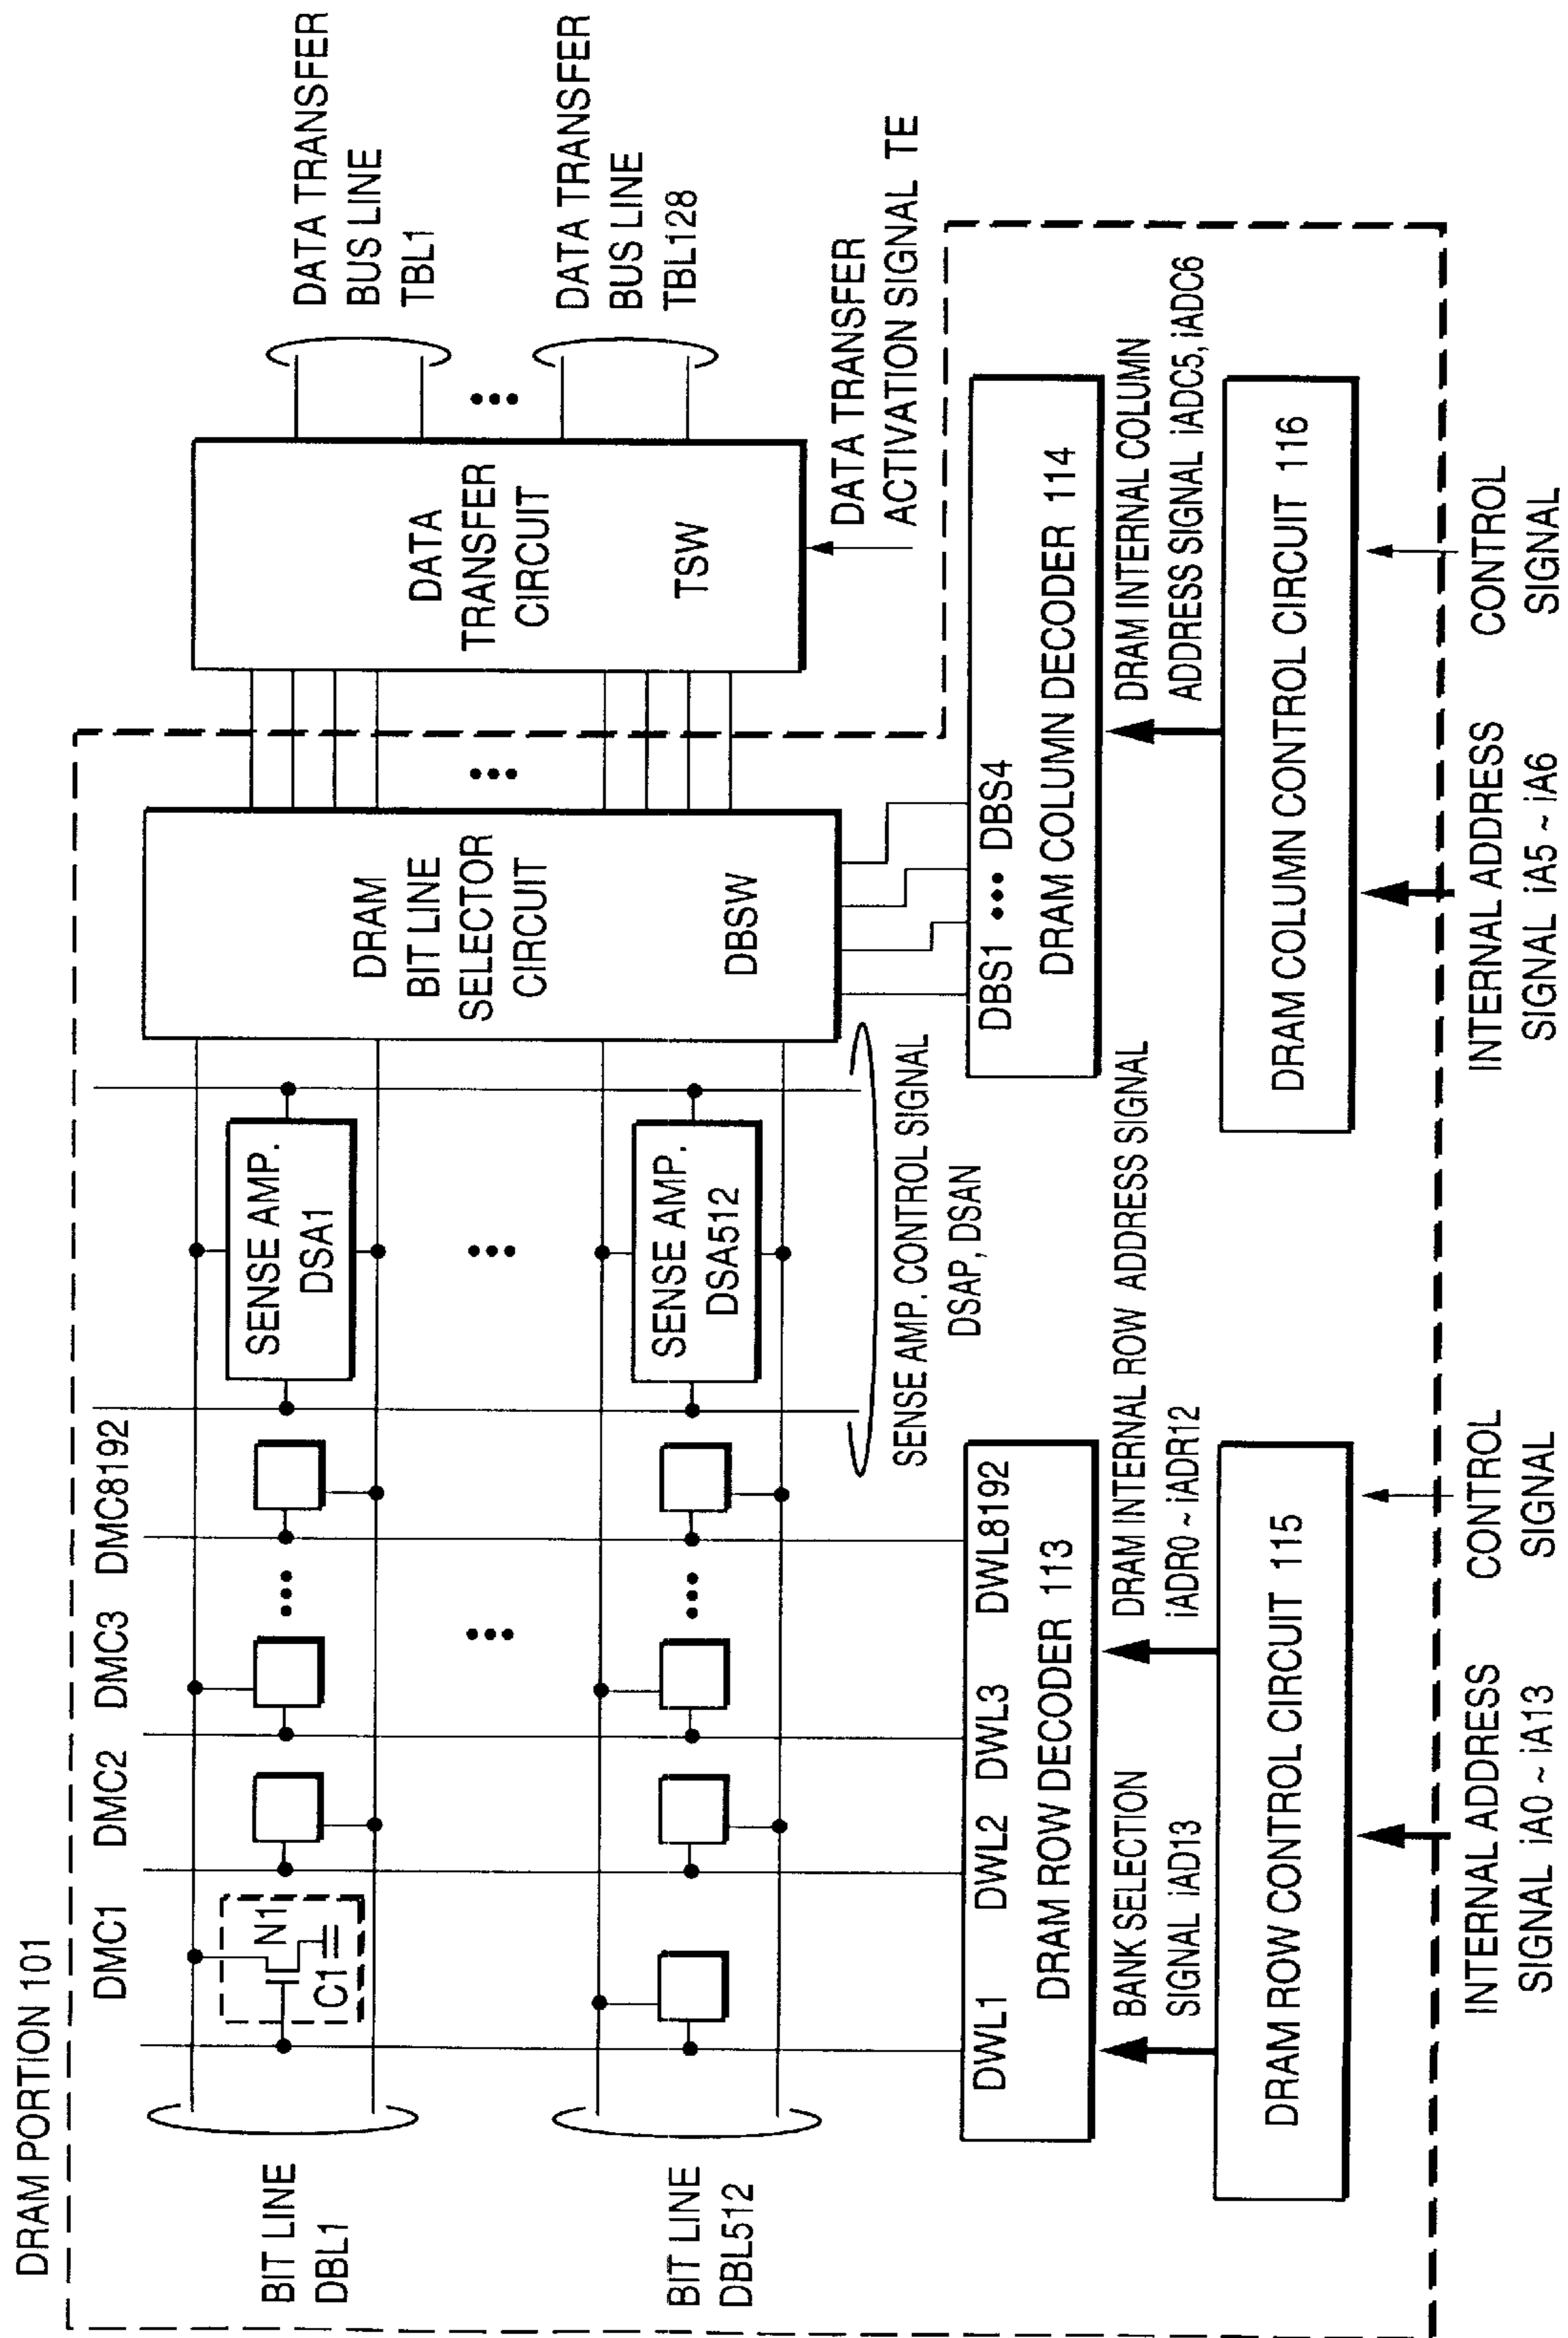 DRAM PORTION 101
DMC1
DMC2
DMC3
DMC8192
N1
C1
SENSE AMP.
DSA1
SENSE AMP.
DSA512
BIT LINE
DBL1
BIT LINE
DBL512
DRAM
BIT LINE
SELECTOR
CIRCUIT
DBSW
DATA
TRANSFER
CIRCUIT
TSW
DATA TRANSFER
BUS LINE
TBL1
DATA TRANSFER
BUS LINE
TBL128
DATA TRANSFER
ACTIVATION SIGNAL TE
SENSE AMP. CONTROL SIGNAL
DSAP, DSAN
DWL1 DWL2 DWL3 DWL8192
DRAM ROW DECODER 113
DBS1 ••• DBS4
DRAM COLUMN DECODER 114
BANK SELECTION
SIGNAL iAD13
DRAM INTERNAL ROW ADDRESS SIGNAL
iADR0 ~ iADR12
DRAM INTERNAL COLUMN
ADDRESS SIGNAL iADC5, iADC6
DRAM ROW CONTROL CIRCUIT 115
DRAM COLUMN CONTROL CIRCUIT 116
INTERNAL ADDRESS
SIGNAL iA0 ~ iA13
CONTROL
SIGNAL
INTERNAL ADDRESS
SIGNAL iA5 ~ iA6
CONTROL
SIGNAL